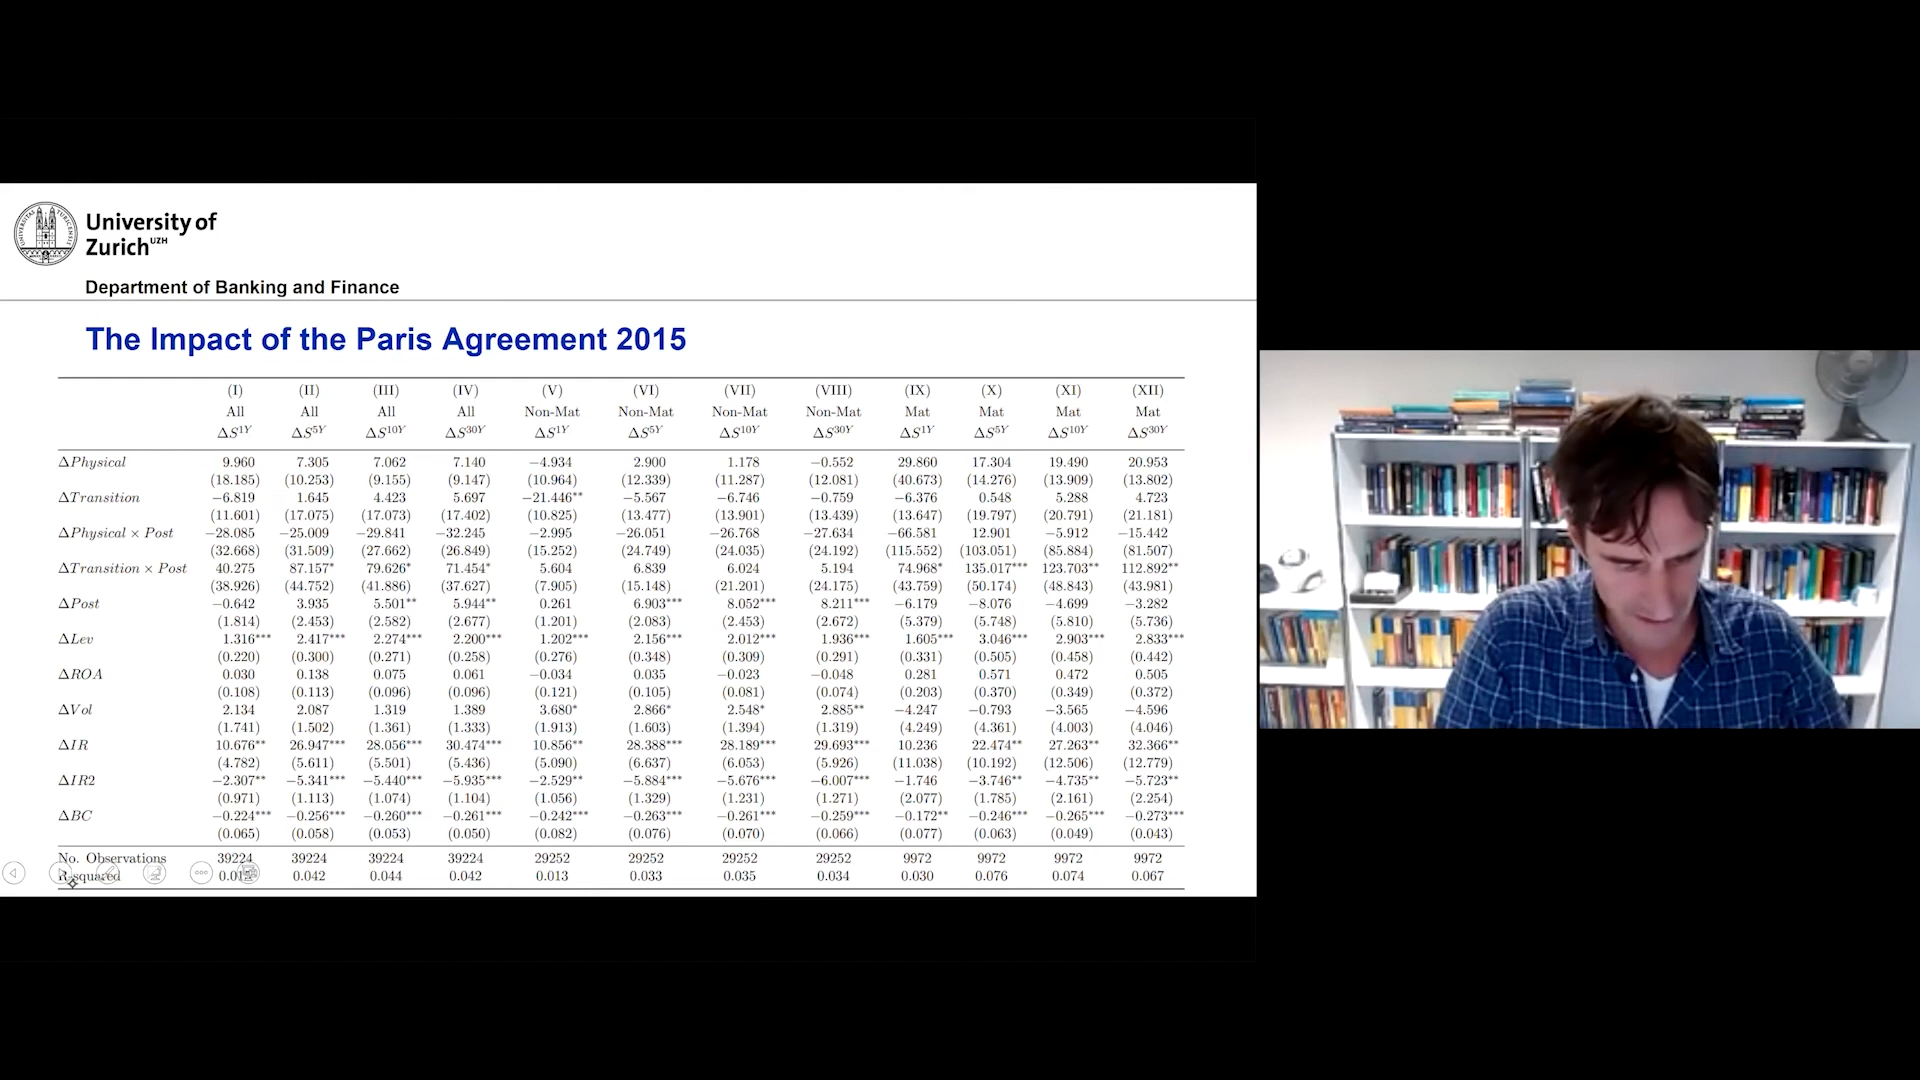 University of
Zurich UZH
Department of Banking and Finance
The Impact of the Paris Agreement 2015
(I) (II) (III) (IV) (V) (VI) (VII) (VIII) (IX) (X) (XI) (XII)
All All All All Non-Mat Non-Mat Non-Mat Non-Mat Mat Mat Mat Mat
ΔS^1Y ΔS^5Y ΔS^10Y ΔS^30Y ΔS^1Y ΔS^5Y ΔS^10Y ΔS^30Y ΔS^1Y ΔS^5Y ΔS^10Y ΔS^30Y
ΔPhysical 9.960 7.305 7.062 7.140 −4.934 2.900 1.178 −0.552 29.860 17.304 19.490 20.953
(18.185) (10.253) (9.155) (9.147) (10.964) (12.339) (11.287) (12.081) (40.673) (14.276) (13.909) (13.802)
ΔTransition −6.819 1.645 4.423 5.697 −21.446** −5.567 −6.746 −0.759 −6.376 0.548 5.288 4.723
(11.601) (17.075) (17.073) (17.402) (10.825) (13.477) (13.901) (13.439) (13.647) (19.797) (20.791) (21.181)
ΔPhysical × Post −28.085 −25.009 −29.841 −32.245 −2.995 −26.051 −26.768 −27.634 −66.581 12.901 −5.912 −15.442
(32.668) (31.509) (27.662) (26.849) (15.252) (24.749) (24.035) (24.192) (115.552) (103.051) (85.884) (81.507)
ΔTransition × Post 40.275 87.157* 79.626* 71.454* 5.604 6.839 6.024 5.194 74.968* 135.017*** 123.703** 112.892**
(38.926) (44.752) (41.886) (37.627) (7.905) (15.148) (21.201) (24.175) (43.759) (50.174) (48.843) (43.981)
ΔPost −0.642 3.935 5.501** 5.944** 0.261 6.903*** 8.052*** 8.211*** −6.179 −8.076 −4.699 −3.282
(1.814) (2.453) (2.582) (2.677) (1.201) (2.083) (2.453) (2.672) (5.379) (5.748) (5.810) (5.736)
ΔLev 1.316*** 2.417*** 2.274*** 2.200*** 1.202*** 2.156*** 2.012*** 1.936*** 1.605*** 3.046*** 2.903*** 2.833***
(0.220) (0.300) (0.271) (0.258) (0.276) (0.348) (0.309) (0.291) (0.331) (0.505) (0.458) (0.442)
ΔROA 0.030 0.138 0.075 0.061 −0.034 0.035 −0.023 −0.048 0.281 0.571 0.472 0.505
(0.108) (0.113) (0.096) (0.096) (0.121) (0.105) (0.081) (0.074) (0.203) (0.370) (0.349) (0.372)
ΔVol 2.134 2.087 1.319 1.389 3.680* 2.866* 2.548* 2.885** −4.247 −0.793 −3.565 −4.596
(1.741) (1.502) (1.361) (1.333) (1.913) (1.603) (1.394) (1.319) (4.249) (4.361) (4.003) (4.046)
ΔIR 10.676** 26.947*** 28.056*** 30.474*** 10.856** 28.388*** 28.189*** 29.693*** 10.236 22.474** 27.263** 32.366**
(4.782) (5.611) (5.501) (5.436) (5.090) (6.637) (6.053) (5.926) (11.038) (10.192) (12.506) (12.779)
ΔIR2 −2.307** −5.341*** −5.440*** −5.935*** −2.529** −5.884*** −5.676*** −6.007*** −1.746 −3.746** −4.735** −5.723**
(0.971) (1.113) (1.074) (1.104) (1.056) (1.329) (1.231) (1.271) (2.077) (1.785) (2.161) (2.254)
ΔBC −0.224*** −0.256*** −0.260*** −0.261*** −0.242*** −0.263*** −0.261*** −0.259*** −0.172** −0.246*** −0.265*** −0.273***
(0.065) (0.058) (0.053) (0.050) (0.082) (0.076) (0.070) (0.066) (0.077) (0.063) (0.049) (0.043)
No. Observations 39224 39224 39224 39224 29252 29252 29252 29252 9972 9972 9972 9972
R-squared 0.042 0.044 0.042 0.013 0.033 0.035 0.034 0.030 0.076 0.074 0.067